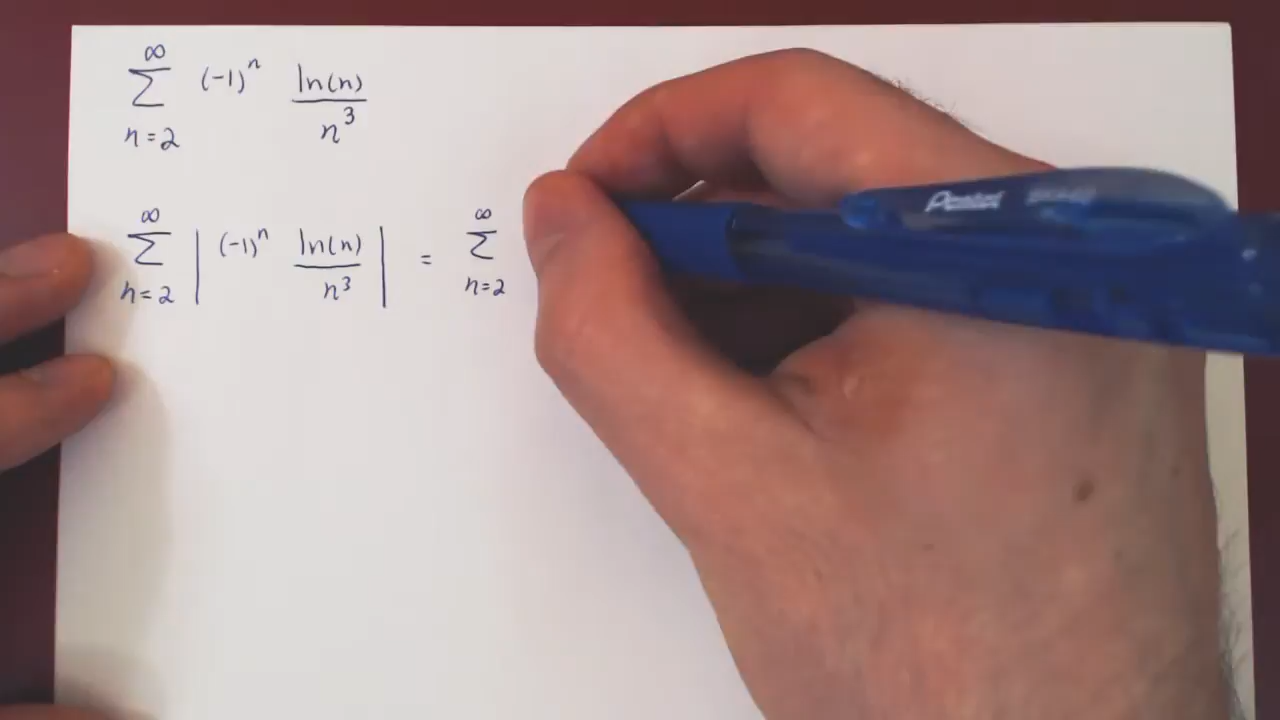 ∞ ∑ n=2 (-1)^n ln(n)/n^3
∞ ∑ n=2 | (-1)^n ln(n)/n^3 | = ∞ ∑ n=2
Pentel